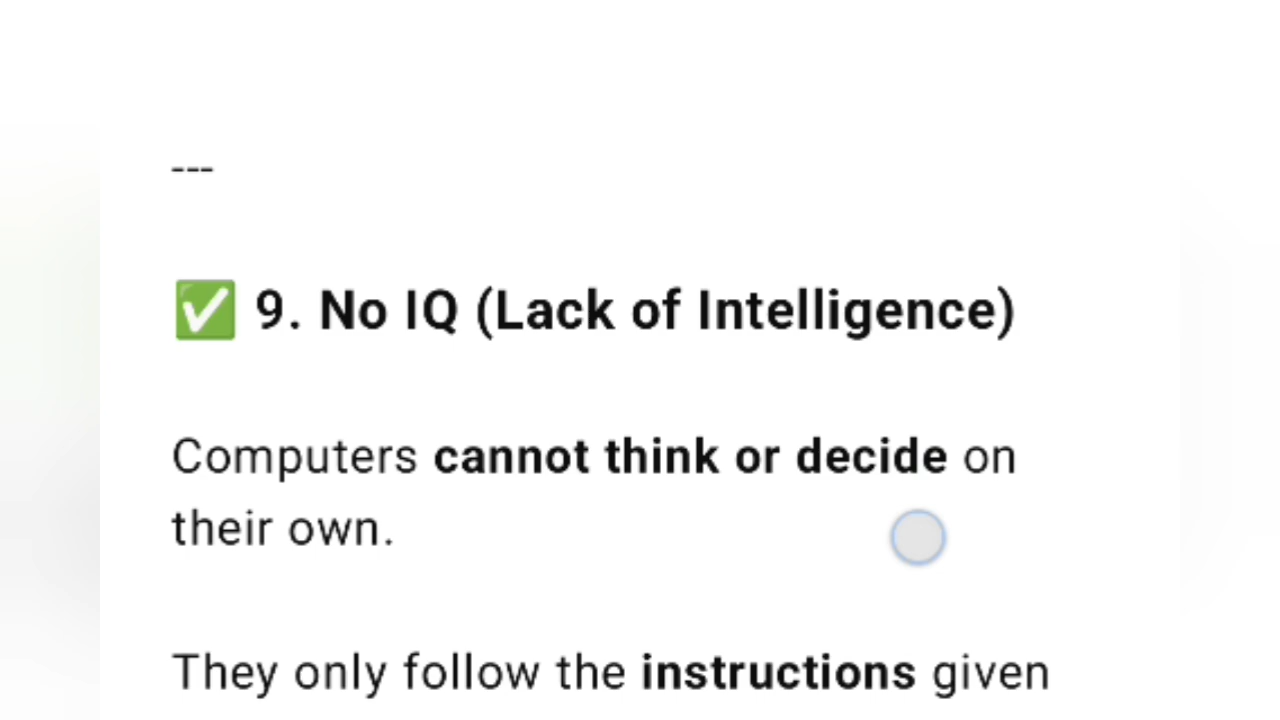 ---
✅ 9. No IQ (Lack of Intelligence)
Computers cannot think or decide on
their own.
They only follow the instructions given